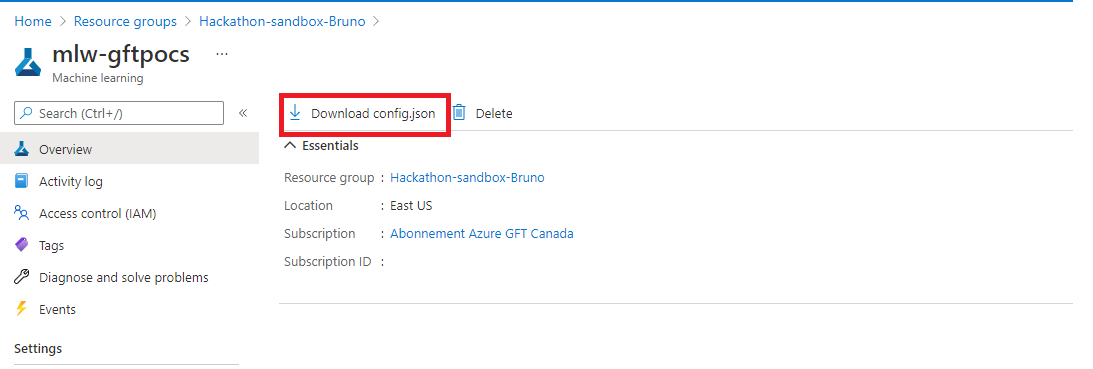 Home > Resource groups > Hackathon-sandbox-Bruno >
mlw-gftpocs ...
Machine learning
Search (Ctrl+/) «
Download config.json Delete
Essentials
Overview
Activity log
Access control (IAM)
Tags
Diagnose and solve problems
Events
Settings
Resource group : Hackathon-sandbox-Bruno
Location : East US
Subscription : Abonnement Azure GFT Canada
Subscription ID :